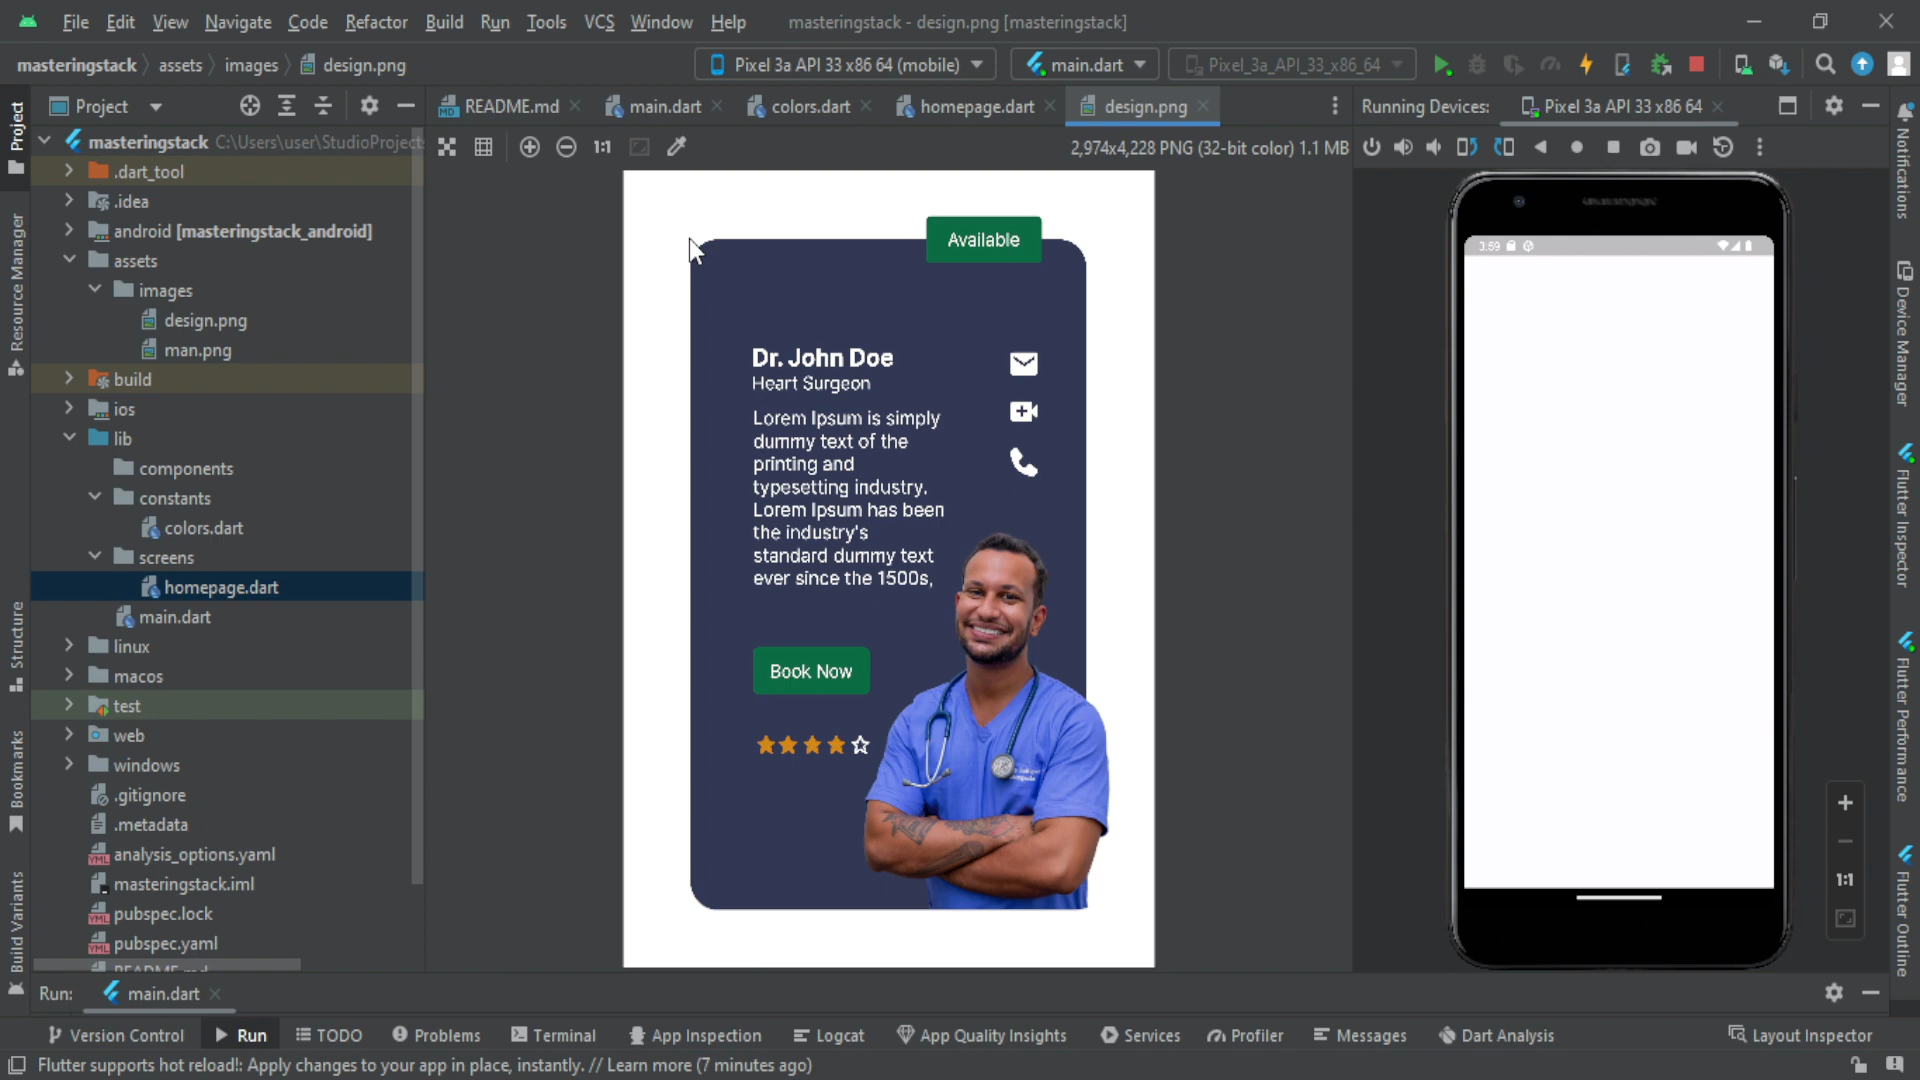 File Edit View Navigate Code Refactor Build Run Tools VCS Window Help masteringstack - design.png [masteringstack]
masteringstack assets images design.png Pixel 3a API 33 x86 64 (mobile) main.dart Pixel_3a_API_33_x86_64
Project README.md main.dart colors.dart homepage.dart design.png Running Devices: Pixel 3a API 33 x86 64
1:1 2,974x4,228 PNG (32-bit color) 1.1 MB
masteringstack C:\Users\user\StudioProject
.dart_tool
.idea
android [masteringstack_android]
assets
images
design.png
man.png
build
ios
lib
components
constants
colors.dart
screens
homepage.dart
main.dart
linux
macos
test
web
windows
.gitignore
.metadata
analysis_options.yaml
masteringstack.iml
pubspec.lock
pubspec.yaml
README.md
Project
Resource Manager
Structure
Bookmarks
Build Variants
Available
Dr. John Doe
Heart Surgeon
Lorem Ipsum is simply
dummy text of the
printing and
typesetting industry.
Lorem Ipsum has been
the industry's
standard dummy text
ever since the 1500s,
Book Now
3:59
1:1
Notifications
Device Manager
Flutter Inspector
Flutter Performance
Flutter Outline
Run: main.dart
Version Control Run TODO Problems Terminal App Inspection Logcat App Quality Insights Services Profiler Messages Dart Analysis Layout Inspector
Flutter supports hot reload!: Apply changes to your app in place, instantly. // Learn more (7 minutes ago)